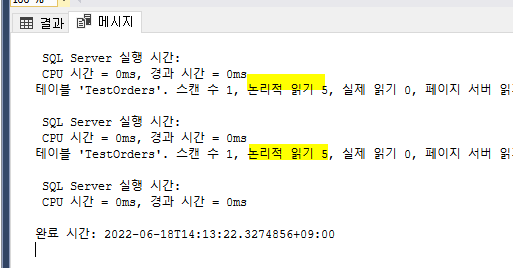 결과
메시지
SQL Server 실행 시간:
CPU 시간 = 0ms, 경과 시간 = 0ms
테이블 'TestOrders'. 스캔 수 1, 논리적 읽기 5, 실제 읽기 0, 페이지 서버
SQL Server 실행 시간:
CPU 시간 = 0ms, 경과 시간 = 0ms
테이블 'TestOrders'. 스캔 수 1, 논리적 읽기 5, 실제 읽기 0, 페이지 서버
SQL Server 실행 시간:
CPU 시간 = 0ms, 경과 시간 = 0ms
완료 시간: 2022-06-18T14:13:22.3274856+09:00